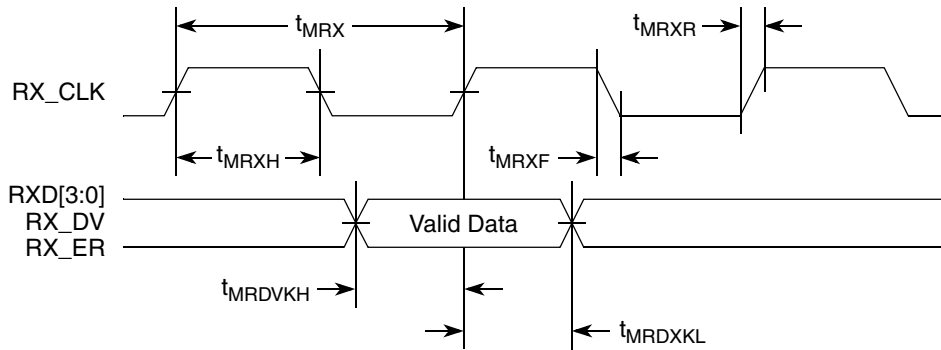 tMRX
tMRXR
RX_CLK
tMRXH
tMRXF
RXD[3:0]
RX_DV
RX_ER
Valid Data
tMRDVKH
tMRDXKL